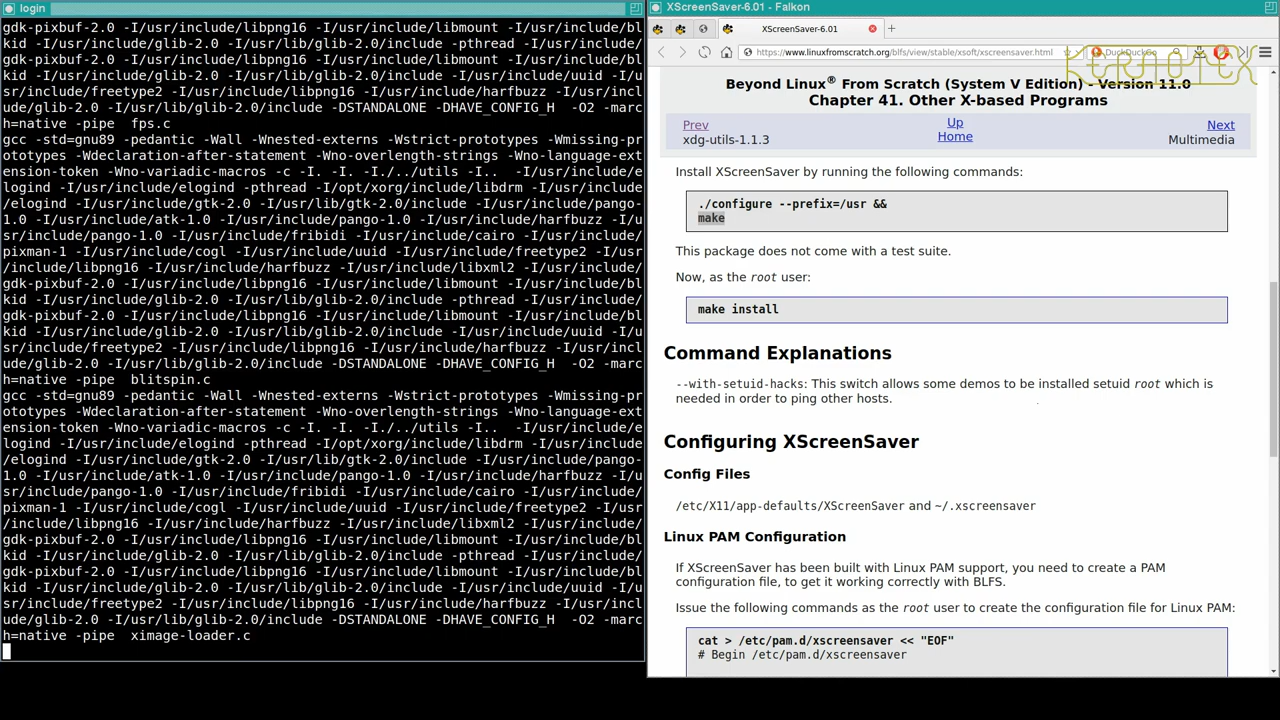 login
gdk-pixbuf-2.0 -I/usr/include/libpng16 -I/usr/include/libmount -I/usr/include/bl
kid -I/usr/include/glib-2.0 -I/usr/lib/glib-2.0/include -pthread -I/usr/include/
gdk-pixbuf-2.0 -I/usr/include/libpng16 -I/usr/include/libmount -I/usr/include/bl
kid -I/usr/include/glib-2.0 -I/usr/lib/glib-2.0/include -I/usr/include/uuid -I/u
sr/include/freetype2 -I/usr/include/libpng16 -I/usr/include/harfbuzz -I/usr/incl
ude/glib-2.0 -I/usr/lib/glib-2.0/include -DSTANDALONE -DHAVE_CONFIG_H  -O2 -marc
h=native -pipe  fps.c
gcc -std=gnu89 -pedantic -Wall -Wnested-externs -Wstrict-prototypes -Wmissing-pr
ototypes -Wdeclaration-after-statement -Wno-overlength-strings -Wno-language-ext
ension-token -Wno-variadic-macros -c -I. -I. -I./../utils -I..  -I/usr/include/e
logind -I/usr/include/elogind -pthread -I/opt/xorg/include/libdrm -I/usr/include
/elogind -I/usr/include/gtk-2.0 -I/usr/lib/gtk-2.0/include -I/usr/include/pango-
1.0 -I/usr/include/atk-1.0 -I/usr/include/pango-1.0 -I/usr/include/harfbuzz -I/u
sr/include/pango-1.0 -I/usr/include/fribidi -I/usr/include/cairo -I/usr/include/
pixman-1 -I/usr/include/cogl -I/usr/include/uuid -I/usr/include/freetype2 -I/usr
/include/libpng16 -I/usr/include/harfbuzz -I/usr/include/libxml2 -I/usr/include/
gdk-pixbuf-2.0 -I/usr/include/libpng16 -I/usr/include/libmount -I/usr/include/bl
kid -I/usr/include/glib-2.0 -I/usr/lib/glib-2.0/include -pthread -I/usr/include/
gdk-pixbuf-2.0 -I/usr/include/libpng16 -I/usr/include/libmount -I/usr/include/bl
kid -I/usr/include/glib-2.0 -I/usr/lib/glib-2.0/include -I/usr/include/uuid -I/usr/include
/freetype2 -I/usr/include/libpng16 -I/usr/include/harfbuzz -I/usr/incl
ude/glib-2.0 -I/usr/lib/glib-2.0/include -DSTANDALONE -DHAVE_CONFIG_H  -O2 -marc
h=native -pipe  blitspin.c
gcc -std=gnu89 -pedantic -Wall -Wnested-externs -Wstrict-prototypes -Wmissing-pr
ototypes -Wdeclaration-after-statement -Wno-overlength-strings -Wno-language-ext
ension-token -Wno-variadic-macros -c -I. -I. -I./../utils -I..  -I/usr/include/e
logind -I/usr/include/elogind -pthread -I/opt/xorg/include/libdrm -I/usr/include
/elogind -I/usr/include/gtk-2.0 -I/usr/lib/gtk-2.0/include -I/usr/include/pango-
1.0 -I/usr/include/atk-1.0 -I/usr/include/pango-1.0 -I/usr/include/harfbuzz -I/u
sr/include/pango-1.0 -I/usr/include/fribidi -I/usr/include/cairo -I/usr/include/
pixman-1 -I/usr/include/cogl -I/usr/include/uuid -I/usr/include/freetype2 -I/usr
/include/libpng16 -I/usr/include/harfbuzz -I/usr/include/libxml2 -I/usr/include/
gdk-pixbuf-2.0 -I/usr/include/libpng16 -I/usr/include/libmount -I/usr/include/bl
kid -I/usr/include/glib-2.0 -I/usr/lib/glib-2.0/include -pthread -I/usr/include/
gdk-pixbuf-2.0 -I/usr/include/libpng16 -I/usr/include/libmount -I/usr/include/bl
kid -I/usr/include/glib-2.0 -I/usr/lib/glib-2.0/include -I/usr/include/uuid -I/u
sr/include/freetype2 -I/usr/include/libpng16 -I/usr/include/harfbuzz -I/usr/incl
ude/glib-2.0 -I/usr/lib/glib-2.0/include -DSTANDALONE -DHAVE_CONFIG_H  -O2 -marc
h=native -pipe  ximage-loader.c
XScreenSaver-6.01 - Falkon
XScreenSaver-6.01
https://www.linuxfromscratch.org/blfs/view/stable/xsoft/xscreensaver.html
DuckDuckGo
KERNOTEX
Beyond Linux® From Scratch (System V Edition) - Version 11.0
Chapter 41. Other X-based Programs
Prev Up Next
xdg-utils-1.1.3 Home Multimedia
Install XScreenSaver by running the following commands:
./configure --prefix=/usr &&
make
This package does not come with a test suite.
Now, as the root user:
make install
Command Explanations
--with-setuid-hacks: This switch allows some demos to be installed setuid root which is
needed in order to ping other hosts.
Configuring XScreenSaver
Config Files
/etc/X11/app-defaults/XScreenSaver and ~/.xscreensaver
Linux PAM Configuration
If XScreenSaver has been built with Linux PAM support, you need to create a PAM
configuration file, to get it working correctly with BLFS.
Issue the following commands as the root user to create the configuration file for Linux PAM:
cat > /etc/pam.d/xscreensaver << "EOF"
# Begin /etc/pam.d/xscreensaver